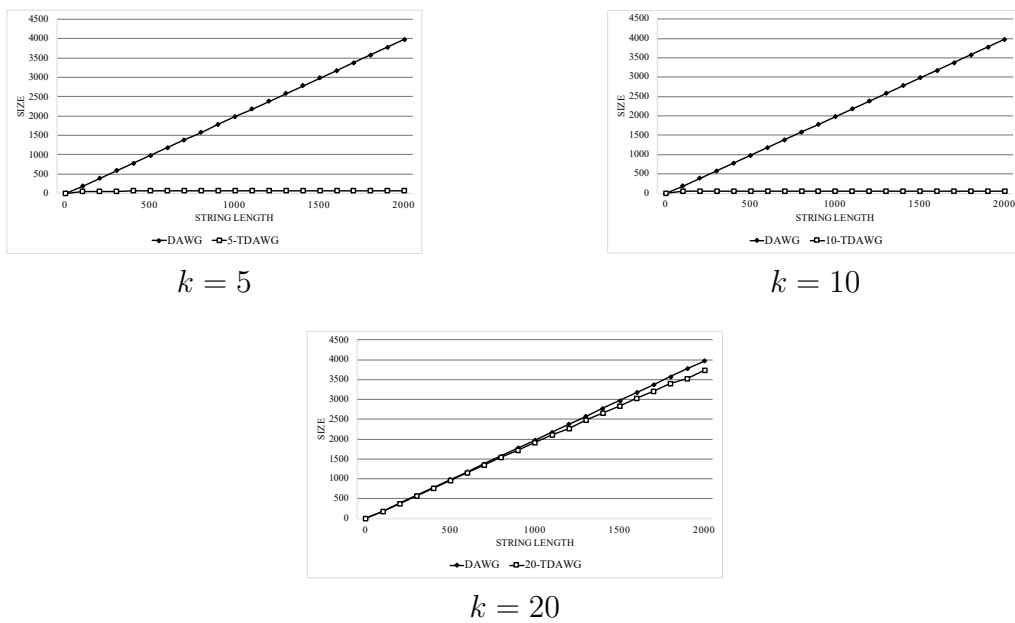 4500
4000
3500
3000
2500
2000
1500
1000
500
0
SIZE
0 500 1000 1500 2000
STRING LENGTH
DAWG 5-TDAWG
k = 5
4500
4000
3500
3000
2500
2000
1500
1000
500
0
SIZE
0 500 1000 1500 2000
STRING LENGTH
DAWG 10-TDAWG
k = 10
4500
4000
3500
3000
2500
2000
1500
1000
500
0
SIZE
0 500 1000 1500 2000
STRING LENGTH
DAWG 20-TDAWG
k = 20